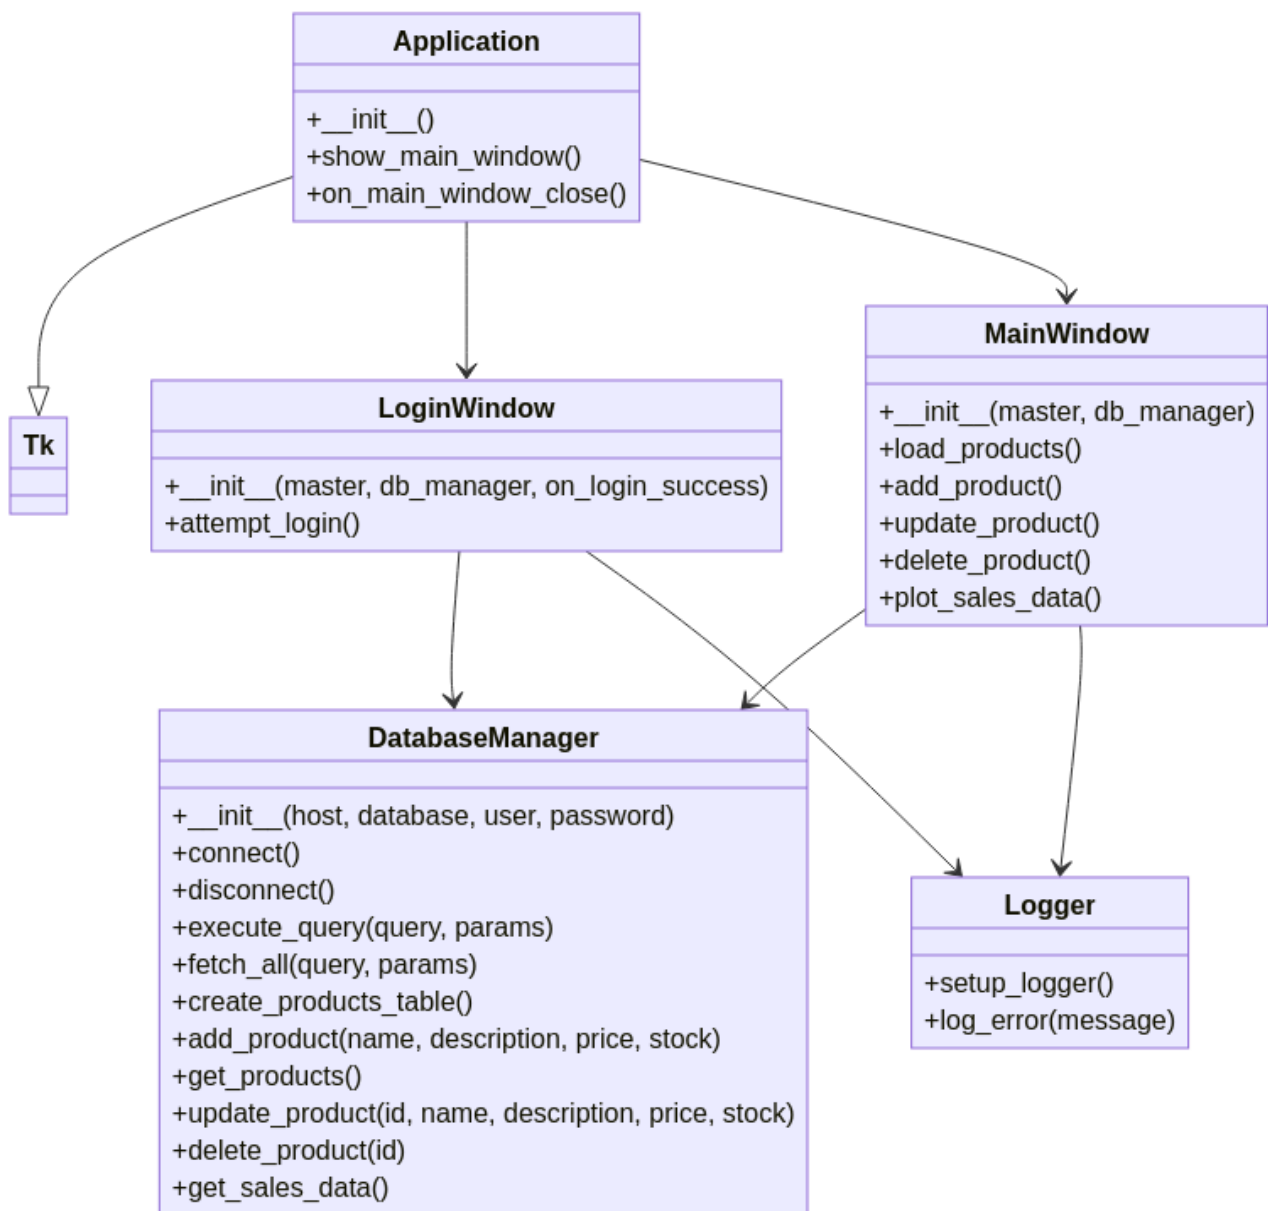 Application
+__init__()
+show_main_window()
+on_main_window_close()
Tk
LoginWindow
+__init__(master, db_manager, on_login_success)
+attempt_login()
MainWindow
+__init__(master, db_manager)
+load_products()
+add_product()
+update_product()
+delete_product()
+plot_sales_data()
DatabaseManager
+__init__(host, database, user, password)
+connect()
+disconnect()
+execute_query(query, params)
+fetch_all(query, params)
+create_products_table()
+add_product(name, description, price, stock)
+get_products()
+update_product(id, name, description, price, stock)
+delete_product(id)
+get_sales_data()
Logger
+setup_logger()
+log_error(message)